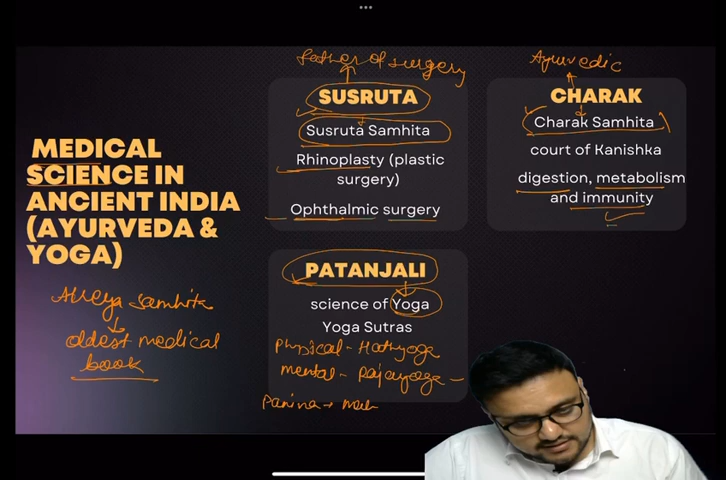 MEDICAL
SCIENCE IN
ANCIENT INDIA
(AYURVEDA &
YOGA)
Atreya Samhita
oldest medical
book
father of surgery
SUSRUTA
Susruta Samhita
Rhinoplasty (plastic
surgery)
Ophthalmic surgery
Ayurvedic
CHARAK
Charak Samhita
court of Kanishka
digestion, metabolism
and immunity
PATANJALI
science of Yoga
Yoga Sutras
Physical - Hathyoga
mental - Rajayoga -